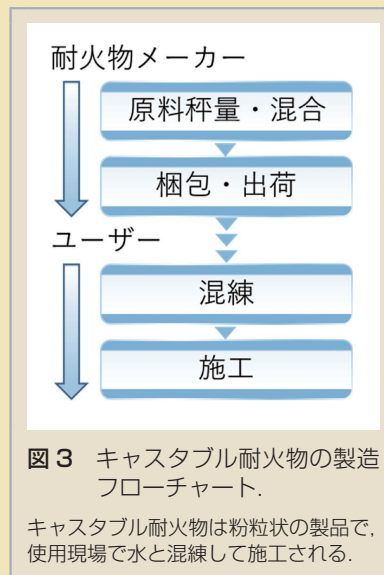 耐火物メーカー
原料秤量・混合
梱包・出荷
ユーザー
混練
施工
図3 キャスタブル耐火物の製造
フローチャート.
キャスタブル耐火物は粉粒状の製品で,
使用現場で水と混練して施工される.